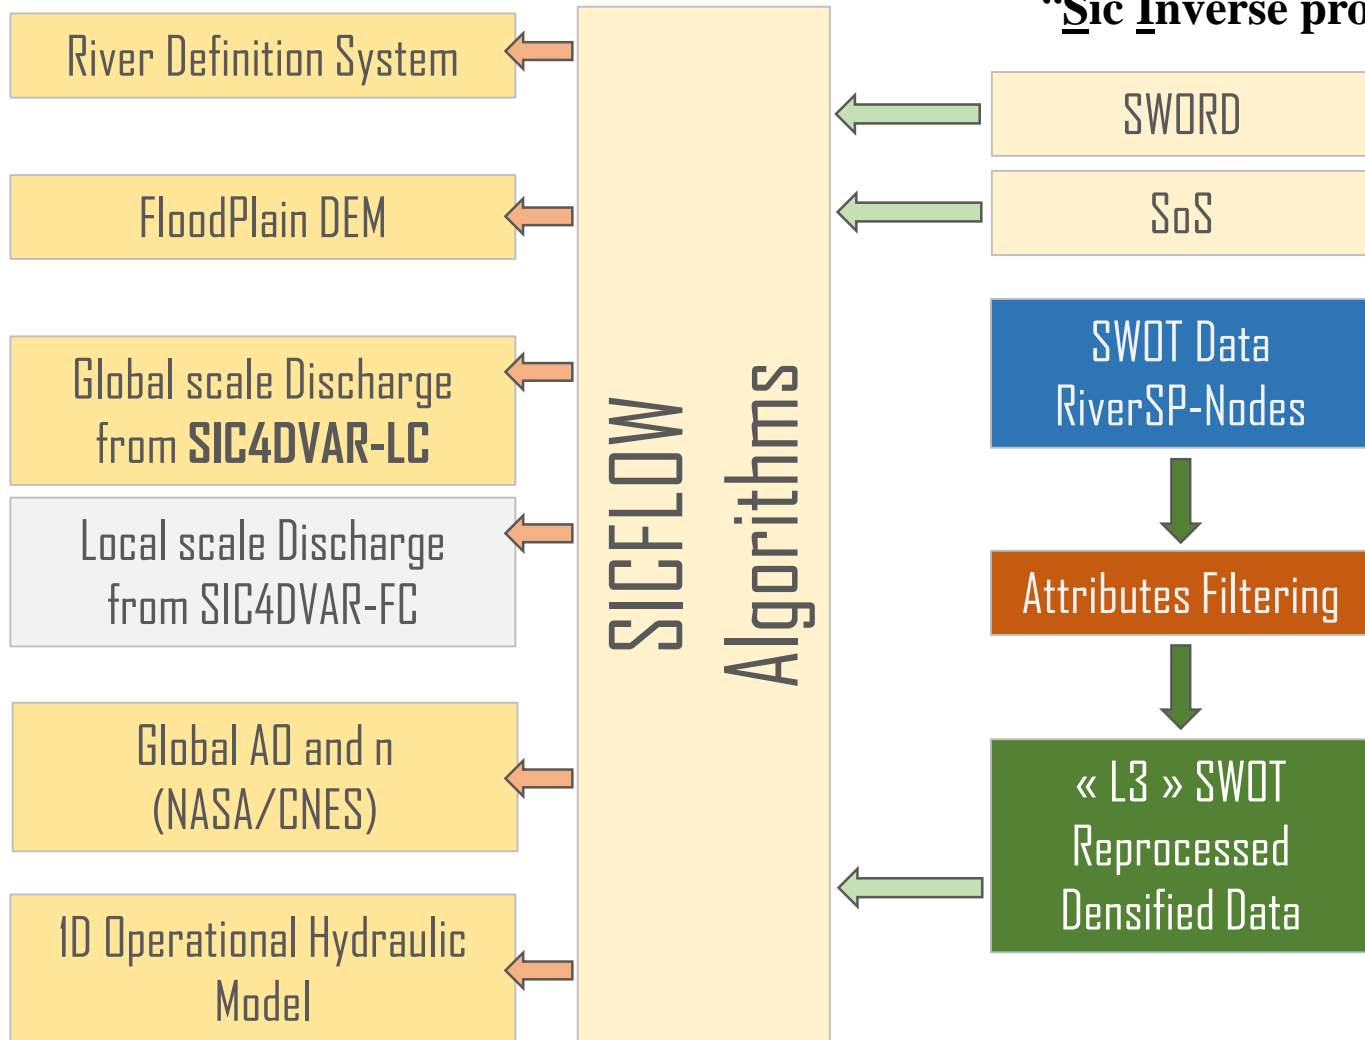 “Sic Inverse pro
River Definition System
FloodPlain DEM
Global scale Discharge
from SIC4DVAR-LC
Local scale Discharge
from SIC4DVAR-FC
Global A0 and n
(NASA/CNES)
1D Operational Hydraulic
Model
SICFLOW
Algorithms
SWORD
SoS
SWOT Data
RiverSP-Nodes
Attributes Filtering
« L3 » SWOT
Reprocessed
Densified Data